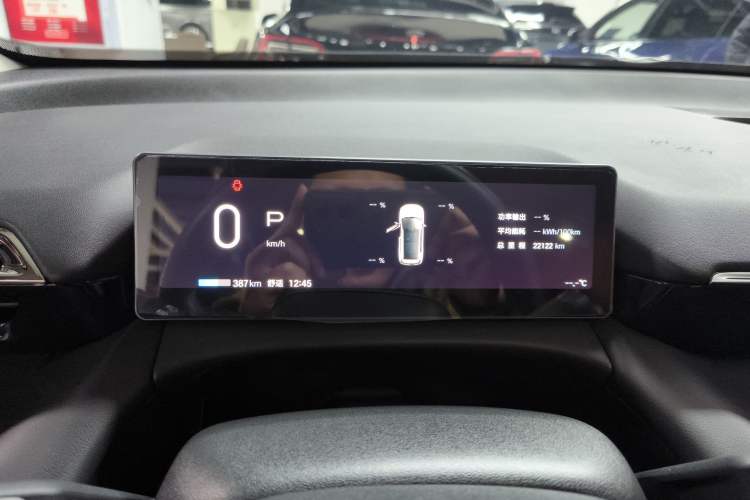 0 P
km/h
387km 舒适 12:45
-- %
-- %
-- %
-- %
功率输出 -- %
平均能耗 -- kWh/100km
总 里 程 22122 km
--.-℃